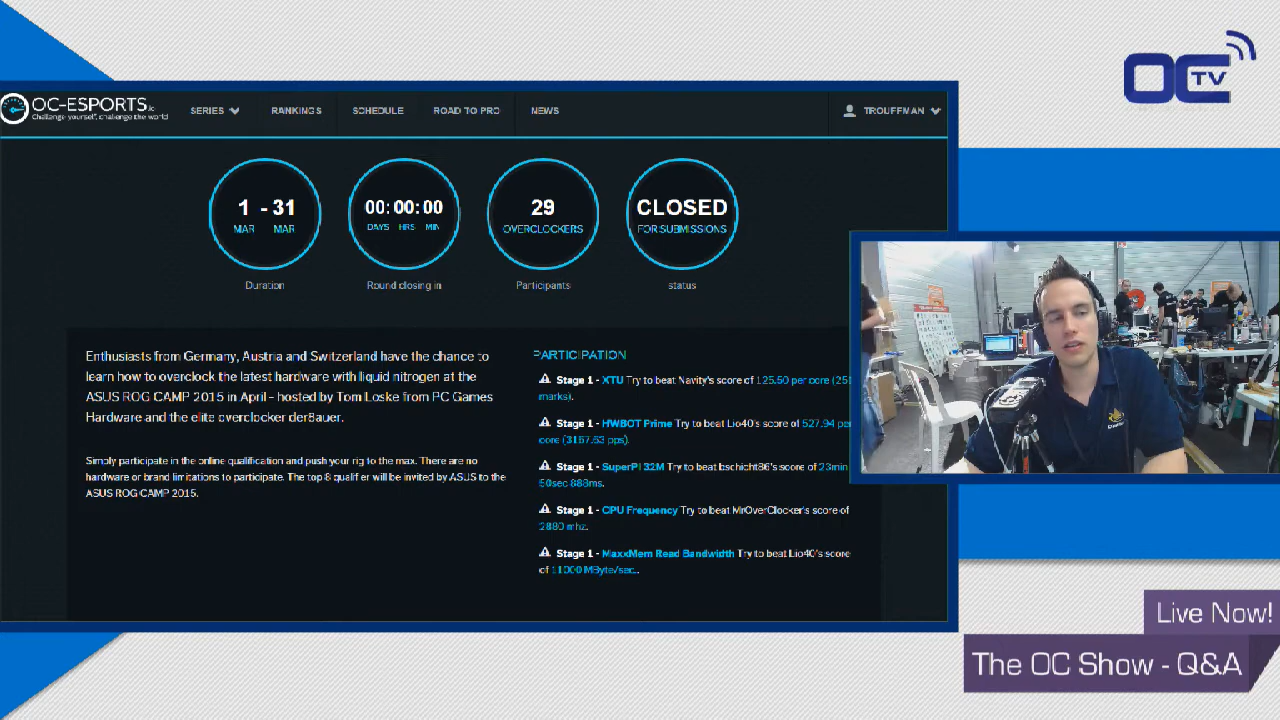 OC TV
OC-ESPORTS.io
Challenge yourself, challenge the world
SERIES
RANKINGS
SCHEDULE
ROAD TO PRO
NEWS
TROUFFMAN
1 - 31
MAR MAR
Duration
00:00:00
DAYS HRS MIN
Round closing in
29
OVERCLOCKERS
Participants
CLOSED
FOR SUBMISSIONS
status
Enthusiasts from Germany, Austria and Switzerland have the chance to
learn how to overclock the latest hardware with liquid nitrogen at the
ASUS ROG CAMP 2015 in April - hosted by Tom Loske from PC Games
Hardware and the elite overclocker der8auer.
Simply participate in the online qualification and push your rig to the max. There are no
hardware or brand limitations to participate. The top 8 qualifier will be invited by ASUS to the
ASUS ROG CAMP 2015.
PARTICIPATION
Stage 1 - XTU Try to beat Navity's score of 125.50 per core (251
marks).
Stage 1 - HWBOT Prime Try to beat Lio40's score of 527.94 per
core (3167.63 pps).
Stage 1 - SuperPI 32M Try to beat bschicht86's score of 23min
50sec 888ms.
Stage 1 - CPU Frequency Try to beat MrOverClocker's score of
2880 mhz.
Stage 1 - MaxxMem Read Bandwidth Try to beat Lio40's score
of 11000 MByte/sec..
Live Now!
The OC Show - Q&A